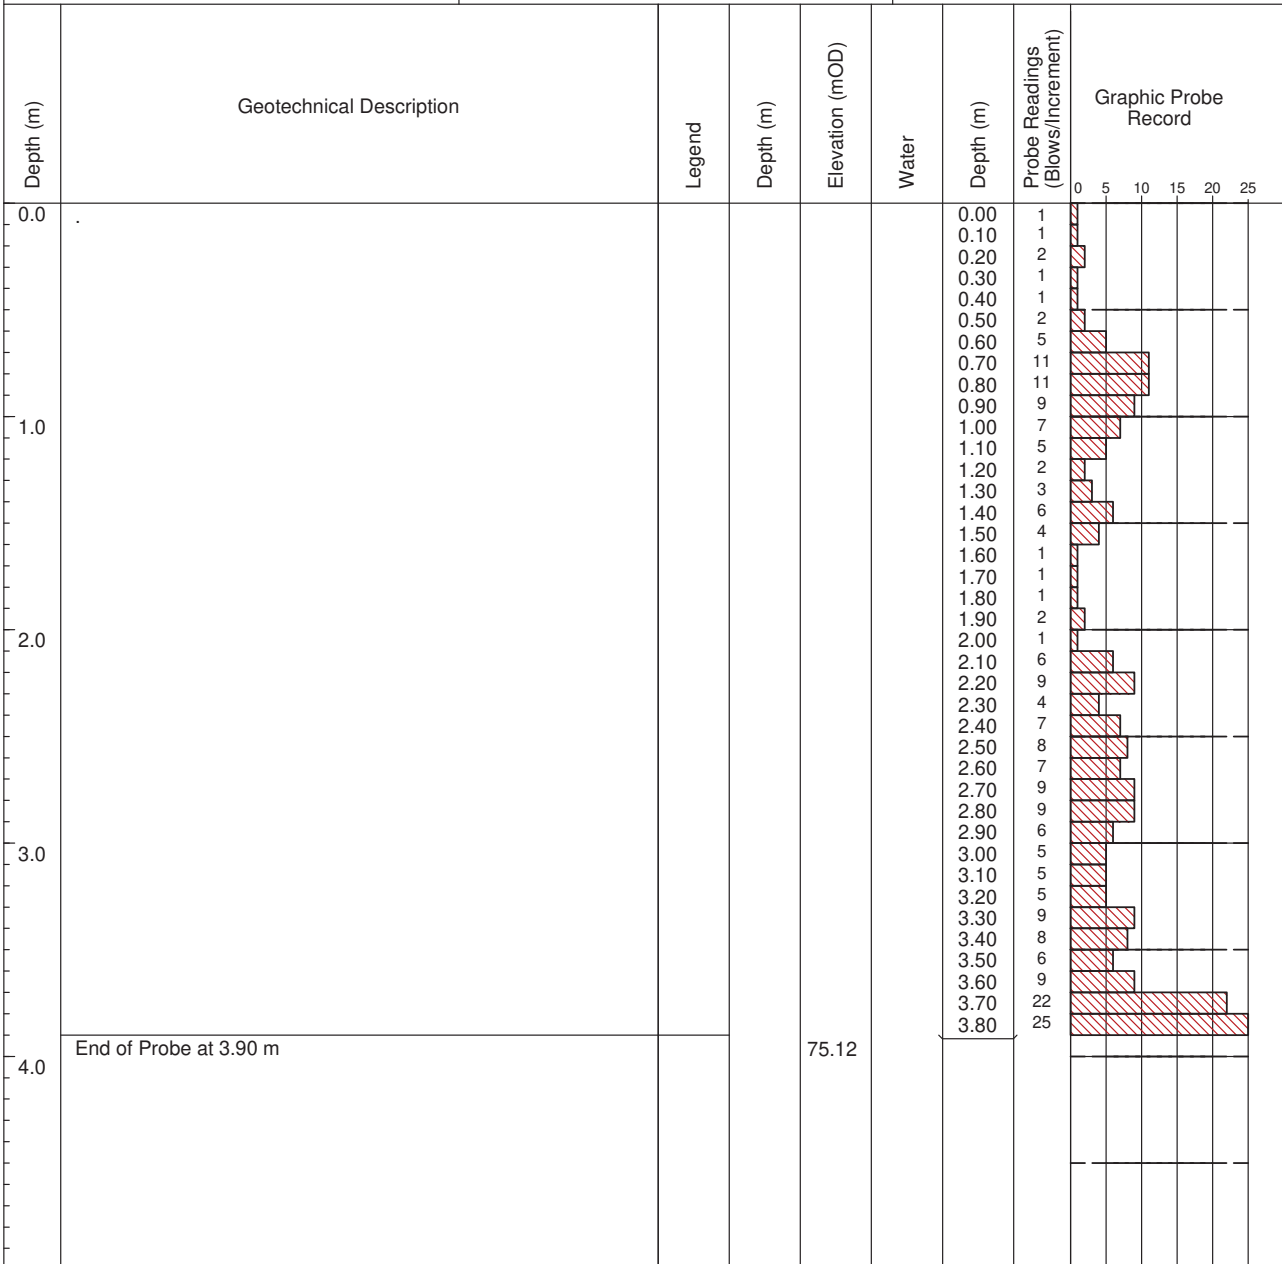 Depth (m)
Geotechnical Description
Legend
Depth (m)
Elevation (mOD)
Water
Depth (m)
Probe Readings
(Blows/Increment)
Graphic Probe
Record
0 5 10 15 20 25
0.0 . 0.00 1
0.10 1
0.20 2
0.30 1
0.40 1
0.50 2
0.60 5
0.70 11
0.80 11
0.90 9
1.0 1.00 7
1.10 5
1.20 2
1.30 3
1.40 6
1.50 4
1.60 1
1.70 1
1.80 1
1.90 2
2.0 2.00 1
2.10 6
2.20 9
2.30 4
2.40 7
2.50 8
2.60 7
2.70 9
2.80 9
2.90 6
3.0 3.00 5
3.10 5
3.20 5
3.30 9
3.40 8
3.50 6
3.60 9
3.70 22
3.80 25
End of Probe at 3.90 m 75.12
4.0